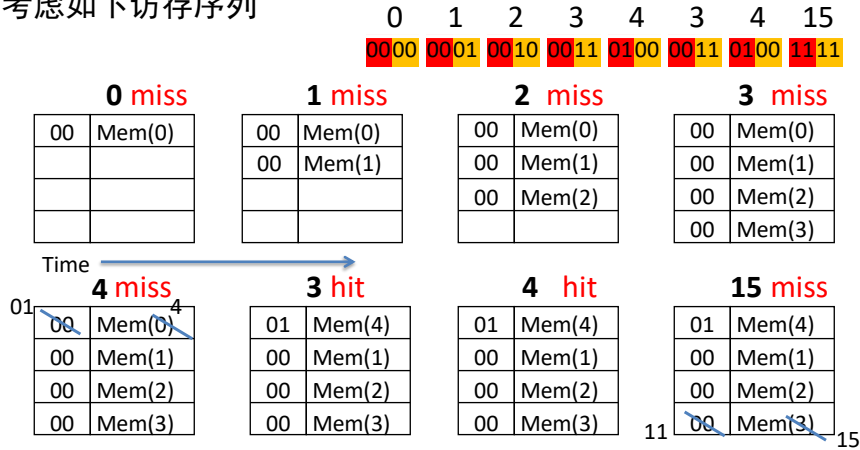 考虑如下访存序列
0 1 2 3 4 3 4 15
0000 0001 0010 0011 0100 0011 0100 1111
0 miss 1 miss 2 miss 3 miss
00 Mem(0) 00 Mem(0) 00 Mem(0) 00 Mem(0)
00 Mem(1) 00 Mem(1) 00 Mem(1)
00 Mem(2) 00 Mem(2)
00 Mem(3)
Time
4 miss 3 hit 4 hit 15 miss
01 4
00 Mem(0) 01 Mem(4) 01 Mem(4) 01 Mem(4)
00 Mem(1) 00 Mem(1) 00 Mem(1) 00 Mem(1)
00 Mem(2) 00 Mem(2) 00 Mem(2) 00 Mem(2)
00 Mem(3) 00 Mem(3) 00 Mem(3) 00 Mem(3)
11 15